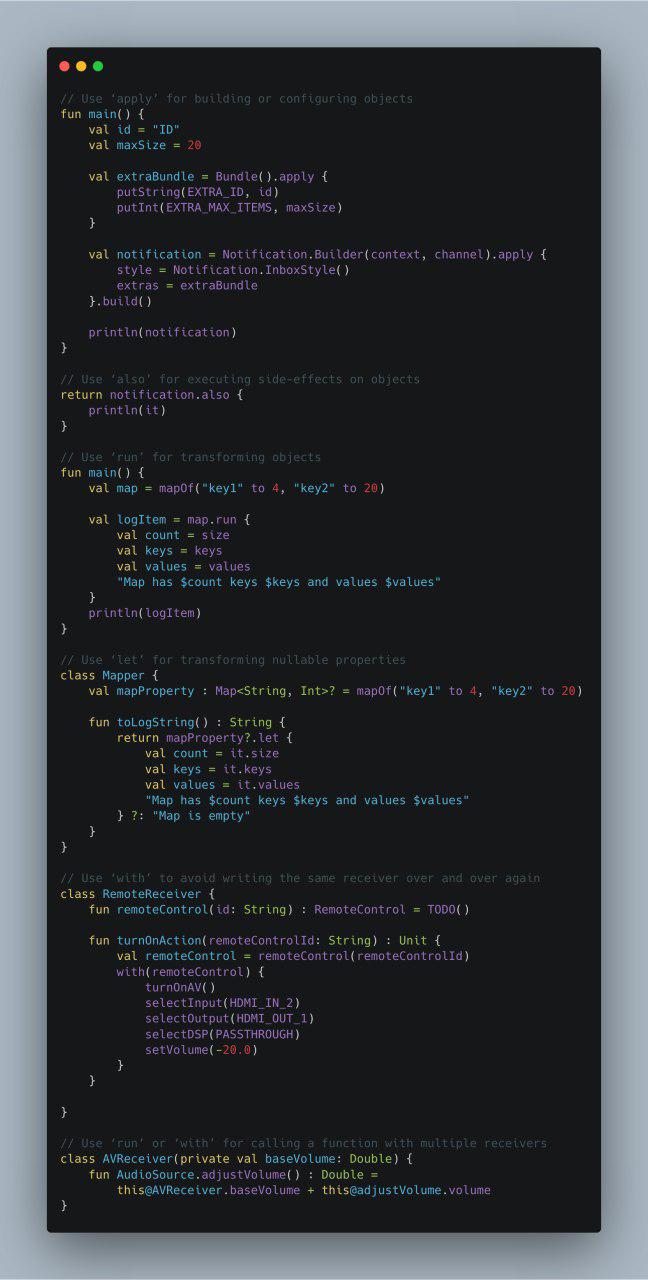 // Use ‘apply’ for building or configuring objects
fun main() {
    val id = "ID"
    val maxSize = 20

    val extraBundle = Bundle().apply {
        putString(EXTRA_ID, id)
        putInt(EXTRA_MAX_ITEMS, maxSize)
    }

    val notification = Notification.Builder(context, channel).apply {
        style = Notification.InboxStyle()
        extras = extraBundle
    }.build()

    println(notification)
}

// Use ‘also’ for executing side-effects on objects
return notification.also {
    println(it)
}

// Use ‘run’ for transforming objects
fun main() {
    val map = mapOf("key1" to 4, "key2" to 20)

    val logItem = map.run {
        val count = size
        val keys = keys
        val values = values
        "Map has $count keys $keys and values $values"
    }
    println(logItem)
}

// Use ‘let’ for transforming nullable properties
class Mapper {
    val mapProperty : Map<String, Int>? = mapOf("key1" to 4, "key2" to 20)

    fun toLogString() : String {
        return mapProperty?.let {
            val count = it.size
            val keys = it.keys
            val values = it.values
            "Map has $count keys $keys and values $values"
        } ?: "Map is empty"
    }
}

// Use ‘with’ to avoid writing the same receiver over and over again
class RemoteReceiver {
    fun remoteControl(id: String) : RemoteControl = TODO()

    fun turnOnAction(remoteControlId: String) : Unit {
        val remoteControl = remoteControl(remoteControlId)
        with(remoteControl) {
            turnOnAV()
            selectInput(HDMI_IN_2)
            selectOutput(HDMI_OUT_1)
            selectDSP(PASSTHROUGH)
            setVolume(-20.0)
        }
    }

}

// Use ‘run’ or ‘with’ for calling a function with multiple receivers
class AVReceiver(private val baseVolume: Double) {
    fun AudioSource.adjustVolume() : Double =
        this@AVReceiver.baseVolume + this@adjustVolume.volume
}